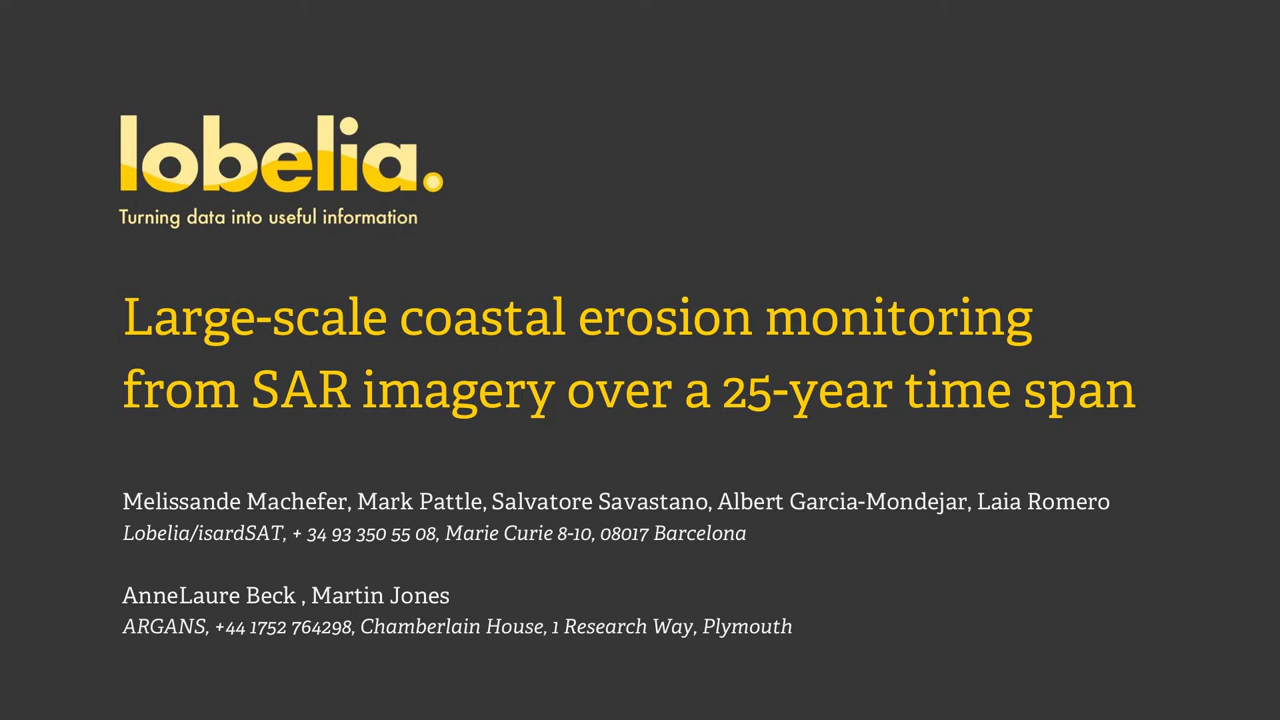 lobelia.
Turning data into useful information
Large-scale coastal erosion monitoring
from SAR imagery over a 25-year time span
Melissande Machefer, Mark Pattle, Salvatore Savastano, Albert Garcia-Mondejar, Laia Romero
Lobelia/isardSAT, + 34 93 350 55 08, Marie Curie 8-10, 08017 Barcelona
AnneLaure Beck , Martin Jones
ARGANS, +44 1752 764298, Chamberlain House, 1 Research Way, Plymouth